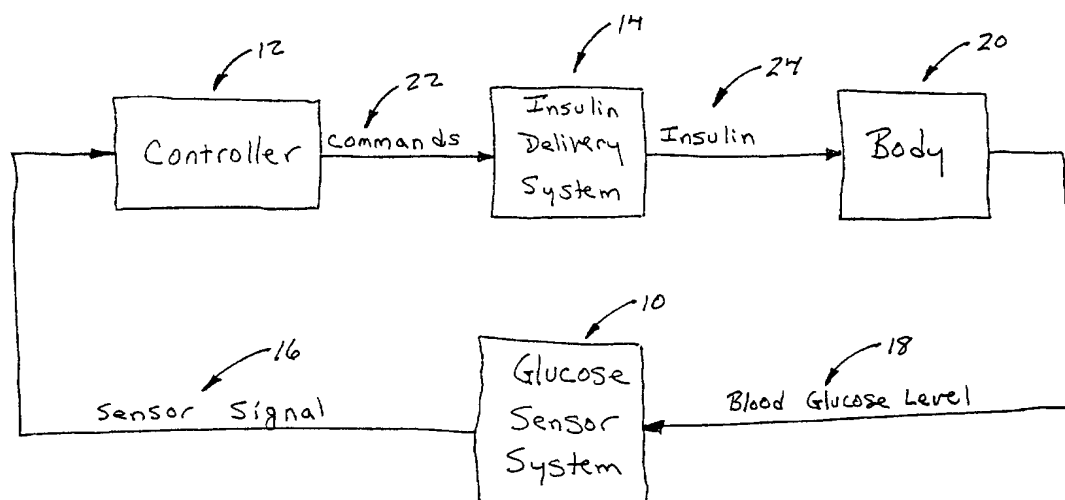 12
14
20
22
24
Controller
commands
Insulin
Delivery
System
Insulin
Body
10
16
18
Sensor Signal
Glucose
Sensor
System
Blood Glucose Level